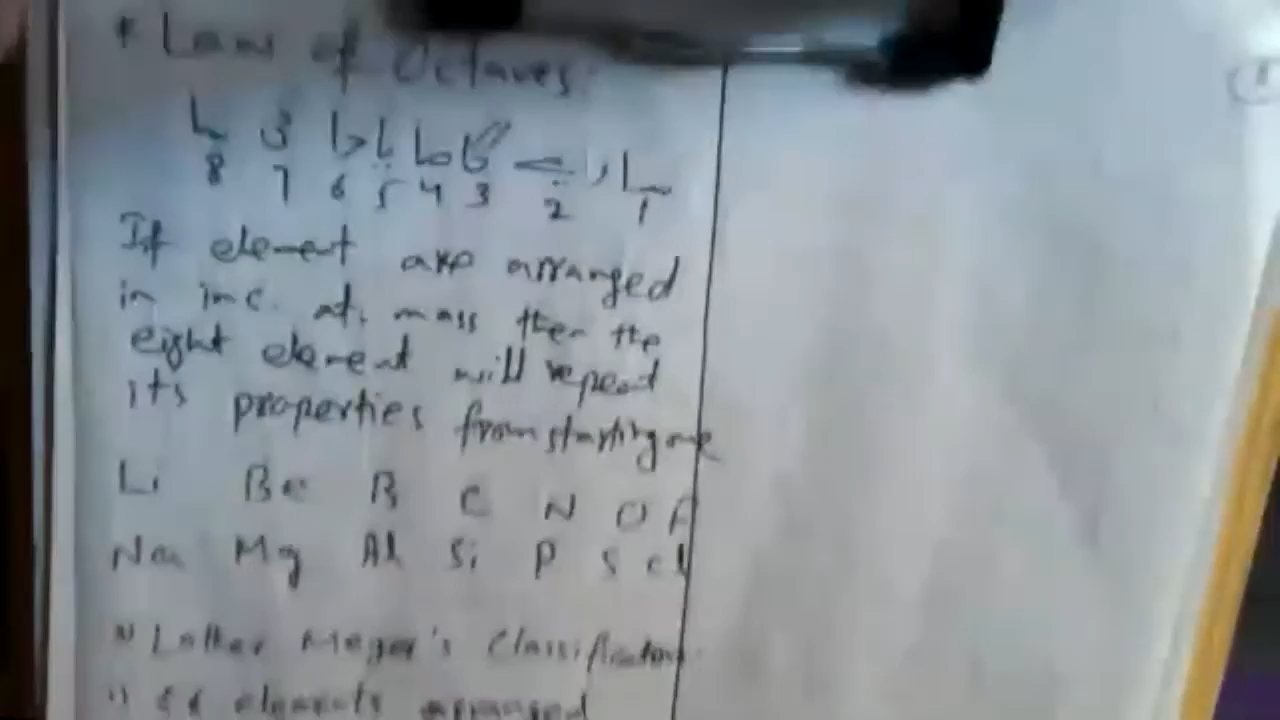 * Law of Octaves:
8 7 6 5 4 3 2 1
If element are arranged
in inc. at. mass then the
eight element will repeat
its properties from starting one
Li Be B C N O F
Na Mg Al Si P S Cl
Lother Meyer's Classification
elements arranged